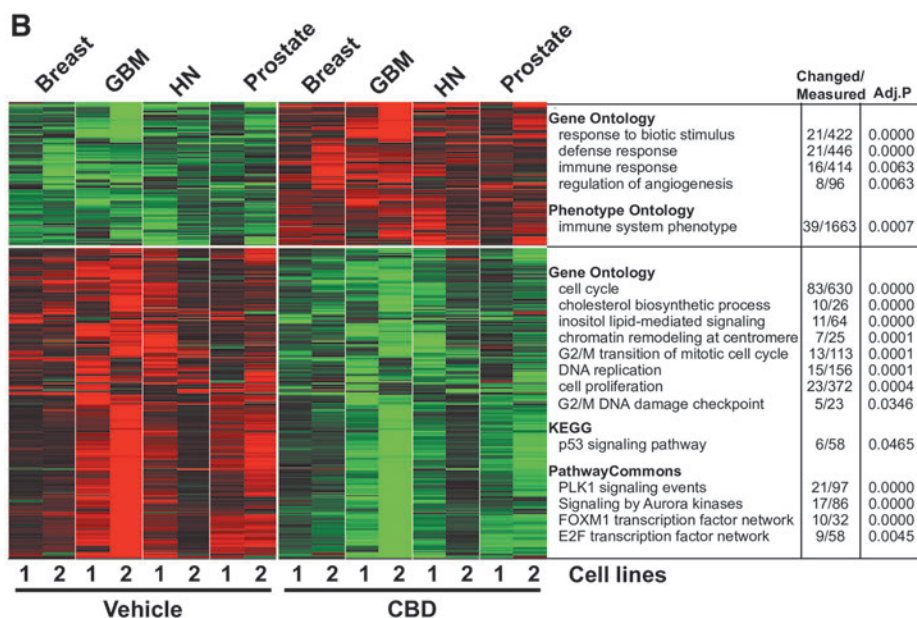 B
Breast GBM HN Prostate Breast GBM HN Prostate
Changed/
Measured Adj.P
Gene Ontology
response to biotic stimulus 21/422 0.0000
defense response 21/446 0.0000
immune response 16/414 0.0063
regulation of angiogenesis 8/96 0.0063
Phenotype Ontology
immune system phenotype 39/1663 0.0007
Gene Ontology
cell cycle 83/630 0.0000
cholesterol biosynthetic process 10/26 0.0000
inositol lipid-mediated signaling 11/64 0.0000
chromatin remodeling at centromere 7/25 0.0001
G2/M transition of mitotic cell cycle 13/113 0.0001
DNA replication 15/156 0.0001
cell proliferation 23/372 0.0004
G2/M DNA damage checkpoint 5/23 0.0346
KEGG
p53 signaling pathway 6/58 0.0465
PathwayCommons
PLK1 signaling events 21/97 0.0000
Signaling by Aurora kinases 17/86 0.0000
FOXM1 transcription factor network 10/32 0.0000
E2F transcription factor network 9/58 0.0045
1 2 1 2 1 2 1 2 1 2 1 2 1 2 1 2 Cell lines
Vehicle CBD